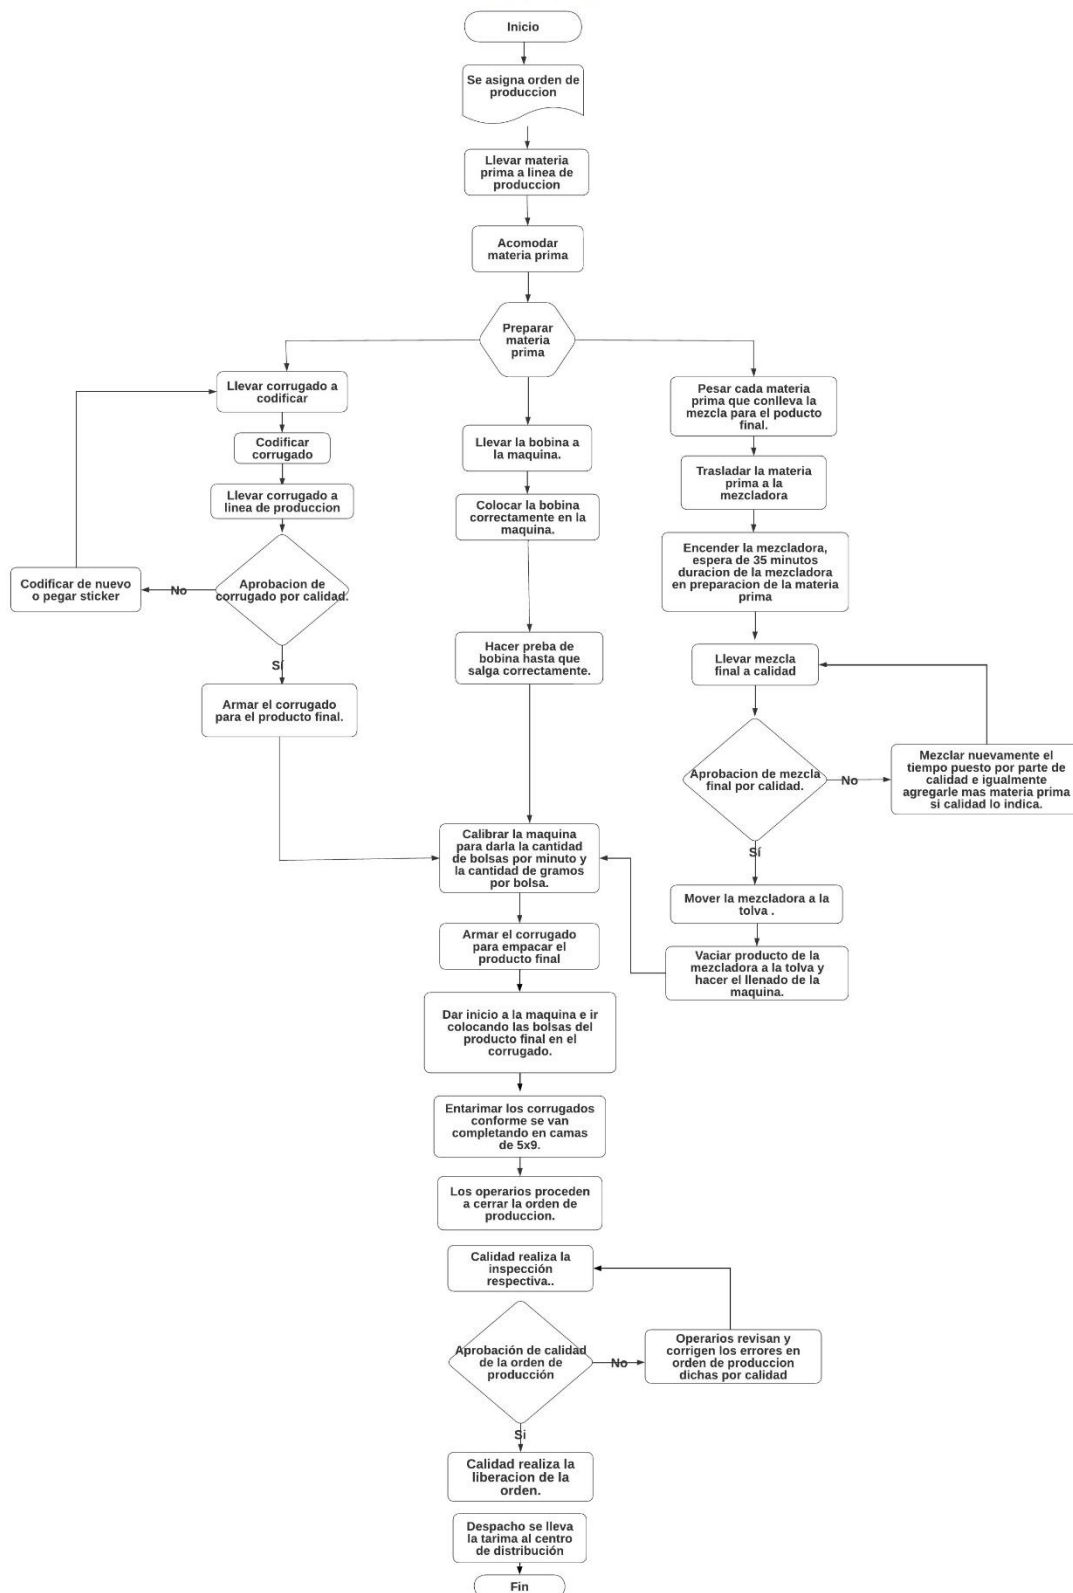 Inicio
Se asigna orden de
produccion
Llevar materia
prima a linea de
produccion
Acomodar
materia prima
Preparar
materia
prima
Llevar corrugado a
codificar
Codificar
corrugado
Llevar corrugado a
linea de produccion
Aprobacion de
corrugado por calidad.
No
Codificar de nuevo
o pegar sticker
Sí
Armar el corrugado
para el producto final.
Llevar la bobina a
la maquina.
Colocar la bobina
correctamente en la
maquina.
Hacer preba de
bobina hasta que
salga correctamente.
Pesar cada materia
prima que conlleva la
mezcla para el poducto
final.
Trasladar la materia
prima a la
mezcladora
Encender la mezcladora,
espera de 35 minutos
duracion de la mezcladora
en preparacion de la materia
prima
Llevar mezcla
final a calidad
Aprobacion de mezcla
final por calidad.
No
Mezclar nuevamente el
tiempo puesto por parte de
calidad e igualmente
agregarle mas materia prima
si calidad lo indica.
Sí
Mover la mezcladora a la
tolva .
Vaciar producto de la
mezcladora a la tolva y
hacer el llenado de la
maquina.
Calibrar la maquina
para darla la cantidad
de bolsas por minuto y
la cantidad de gramos
por bolsa.
Armar el corrugado
para empacar el
producto final
Dar inicio a la maquina e ir
colocando las bolsas del
producto final en el
corrugado.
Entarimar los corrugados
conforme se van
completando en camas
de 5x9.
Los operarios proceden
a cerrar la orden de
produccion.
Calidad realiza la
inspección
respectiva..
Aprobación de calidad
de la orden de
producción
No
Operarios revisan y
corrigen los errores en
orden de produccion
dichas por calidad
Si
Calidad realiza la
liberacion de la
orden.
Despacho se lleva
la tarima al centro
de distribución
Fin